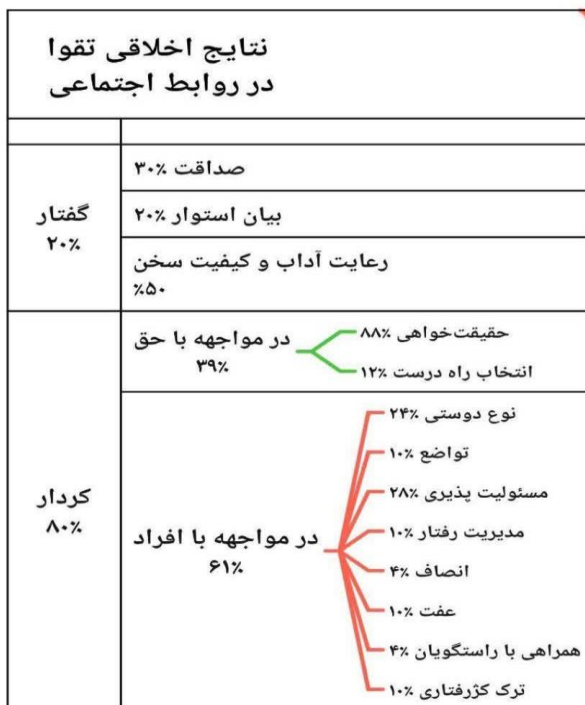 نتایج اخلاقی تقوا
در روابط اجتماعی
گفتار
۲۰٪
صداقت ۳۰٪
بیان استوار ۲۰٪
رعایت آداب و کیفیت سخن
۵۰٪
کردار
۸۰٪
در مواجهه با حق
۳۹٪
حقیقت‌خواهی ۸۸٪
انتخاب راه درست ۱۲٪
در مواجهه با افراد
۶۱٪
نوع دوستی ۲۴٪
تواضع ۱۰٪
مسئولیت پذیری ۲۸٪
مدیریت رفتار ۱۰٪
انصاف ۴٪
عفت ۱۰٪
همراهی با راستگویان ۴٪
ترک کژرفتاری ۱۰٪